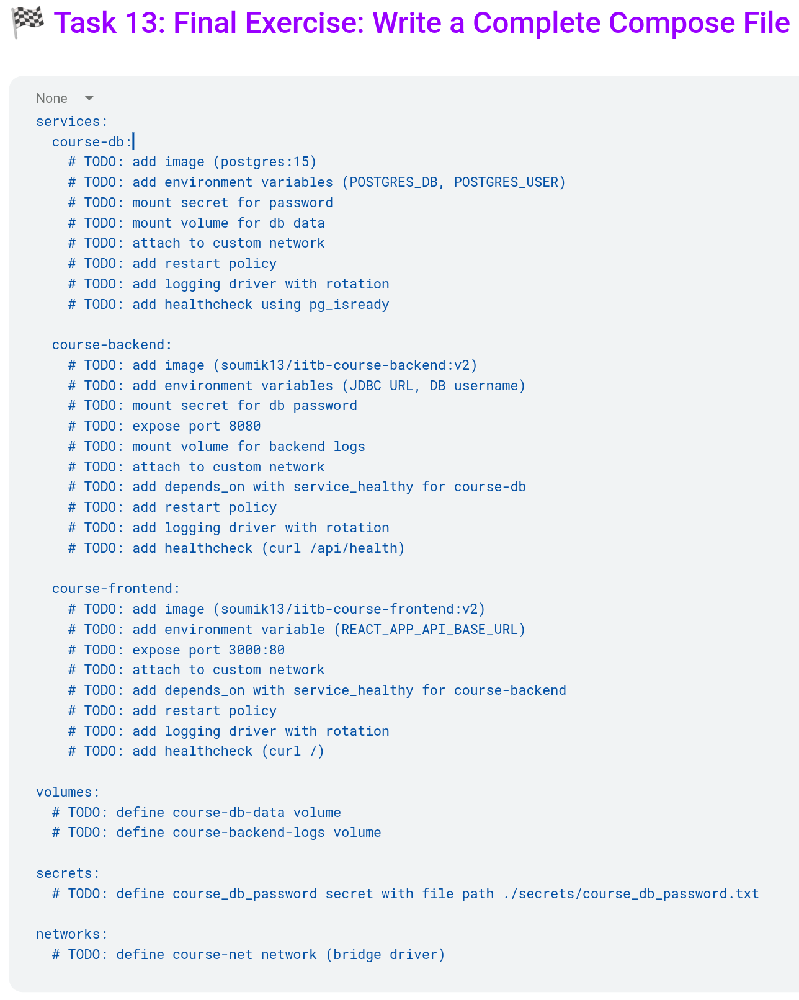 Task 13: Final Exercise: Write a Complete Compose File
None
services:
  course-db:
    # TODO: add image (postgres:15)
    # TODO: add environment variables (POSTGRES_DB, POSTGRES_USER)
    # TODO: mount secret for password
    # TODO: mount volume for db data
    # TODO: attach to custom network
    # TODO: add restart policy
    # TODO: add logging driver with rotation
    # TODO: add healthcheck using pg_isready

  course-backend:
    # TODO: add image (soumik13/iitb-course-backend:v2)
    # TODO: add environment variables (JDBC URL, DB username)
    # TODO: mount secret for db password
    # TODO: expose port 8080
    # TODO: mount volume for backend logs
    # TODO: attach to custom network
    # TODO: add depends_on with service_healthy for course-db
    # TODO: add restart policy
    # TODO: add logging driver with rotation
    # TODO: add healthcheck (curl /api/health)

  course-frontend:
    # TODO: add image (soumik13/iitb-course-frontend:v2)
    # TODO: add environment variable (REACT_APP_API_BASE_URL)
    # TODO: expose port 3000:80
    # TODO: attach to custom network
    # TODO: add depends_on with service_healthy for course-backend
    # TODO: add restart policy
    # TODO: add logging driver with rotation
    # TODO: add healthcheck (curl /)

volumes:
  # TODO: define course-db-data volume
  # TODO: define course-backend-logs volume

secrets:
  # TODO: define course_db_password secret with file path ./secrets/course_db_password.txt

networks:
  # TODO: define course-net network (bridge driver)